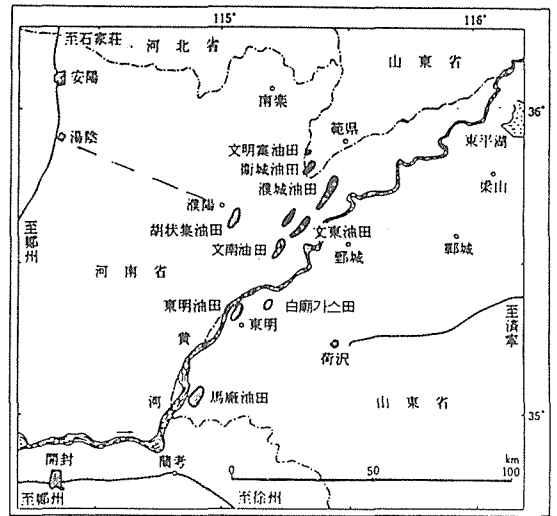 115° 116°
至石家荘 河北省 山東省
安陽
南楽 36°
範県
湯陰 文明寨油田 東平湖
衛城油田
濮城油田 梁山
濮陽
胡状集油田 文東油田
至鄭州 文南油田 鄄城 鄆城
河南省
東明油田 白廟가스田
黄 東明 至済寧
荷沢
河 馬廠油田 山東省 35°
開封 蘭考 km
0 50 100
至鄭州 至徐州